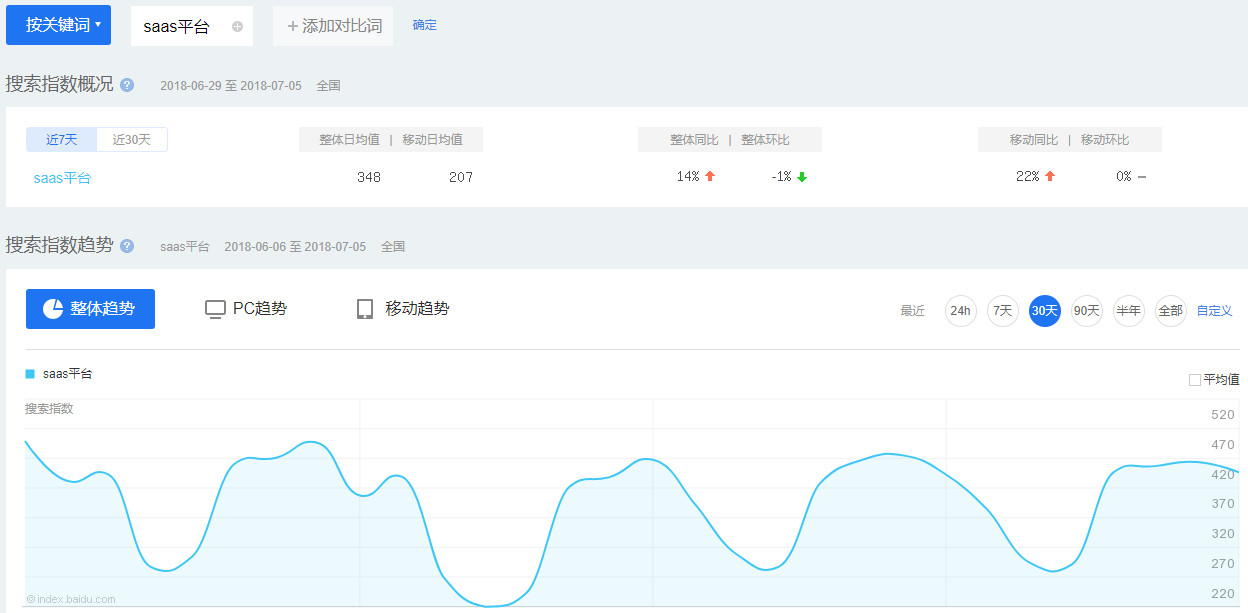 按关键词 saas平台 +添加对比词 确定
搜索指数概况 ? 2018-06-29 至 2018-07-05 全国
近7天 近30天 整体日均值 | 移动日均值 整体同比 | 整体环比 移动同比 | 移动环比
saas平台 348 207 14% -1% 22% 0%
搜索指数趋势 ? saas平台 2018-06-06 至 2018-07-05 全国
整体趋势 PC趋势 移动趋势 最近 24h 7天 30天 90天 半年 全部 自定义
saas平台
平均值
搜索指数
520
470
420
370
320
270
220
©index.baidu.com